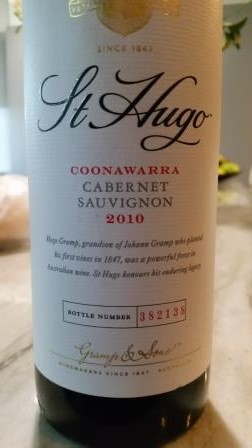 SINCE 1847
St Hugo
COONAWARRA
CABERNET
SAUVIGNON
2010
Hugo Gramp, grandson of Johann Gramp who planted
his first vines in 1847, was a powerful force in
Australian wine. St Hugo honours his enduring legacy.
BOTTLE NUMBER 382138
Gramp & Sons
WINEMAKERS SINCE 1847 AUSTRALIA